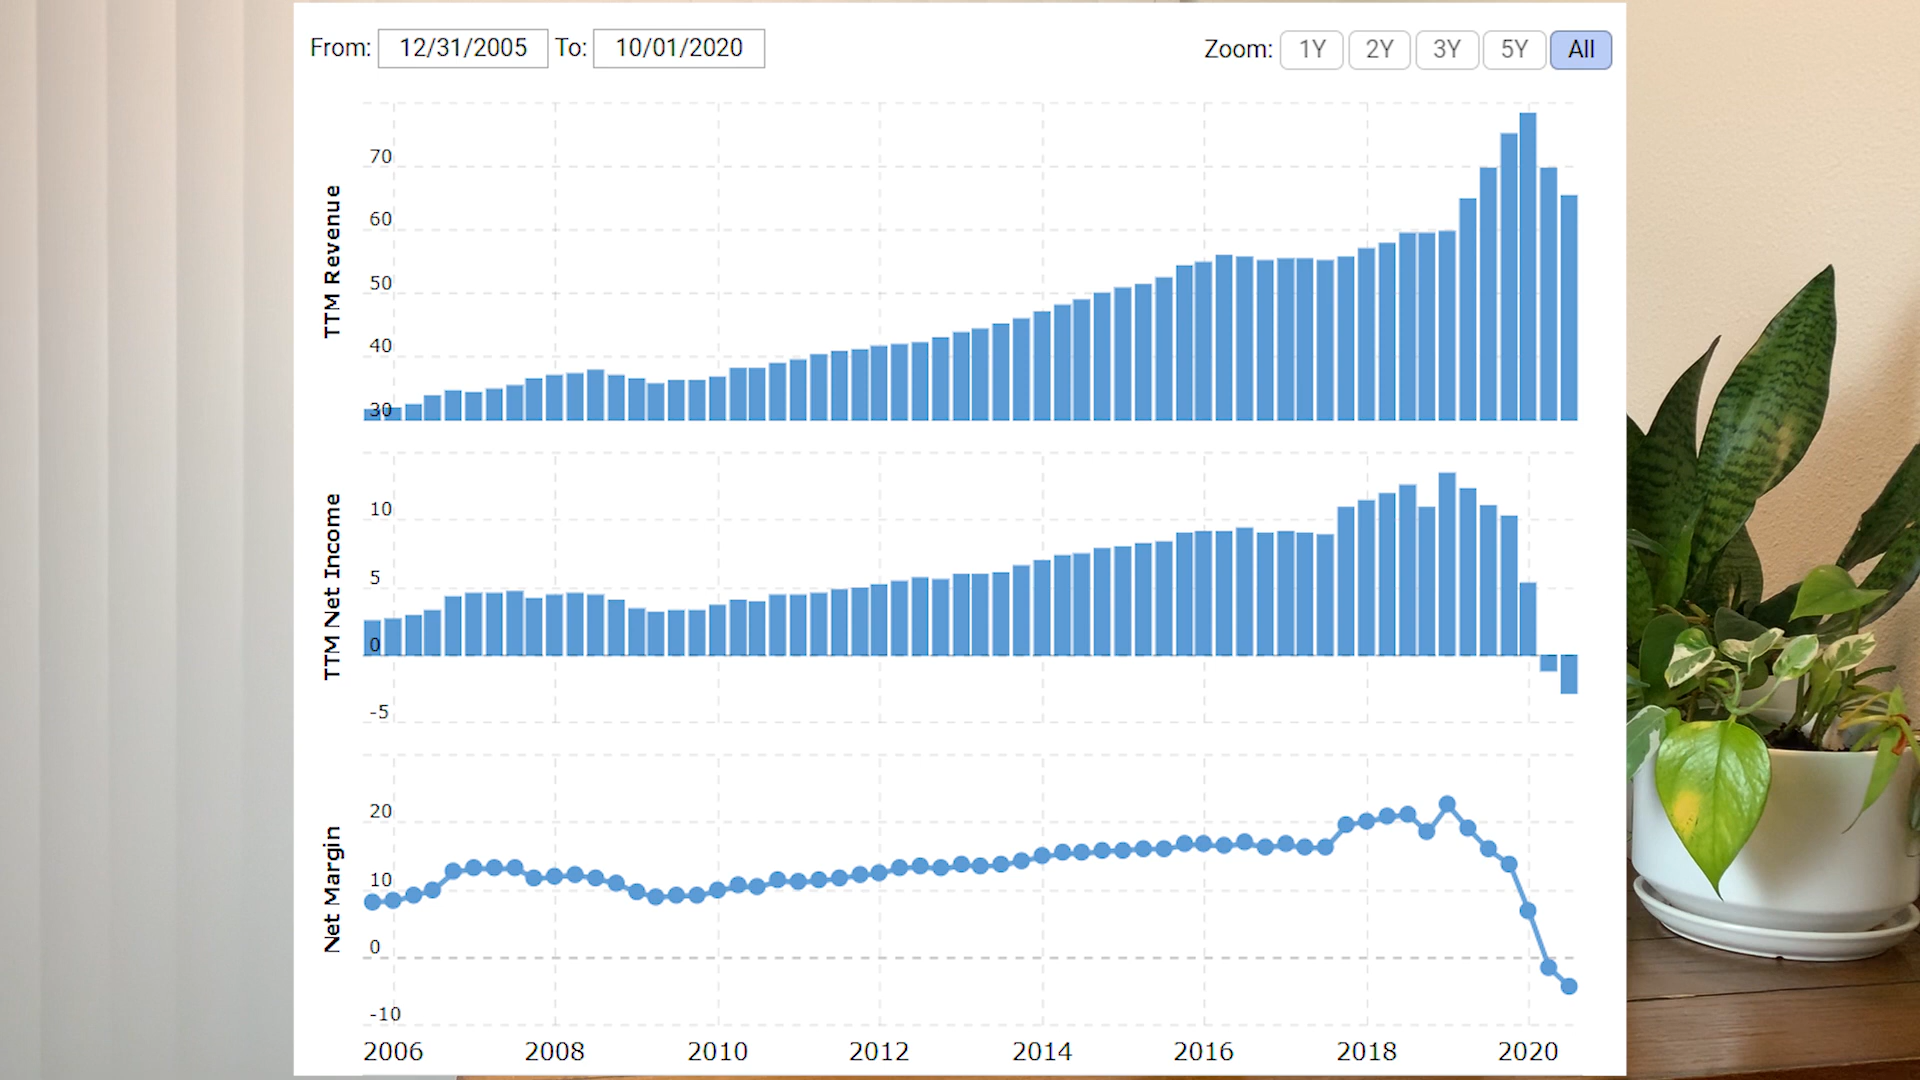 From: 12/31/2005 To: 10/01/2020 Zoom: 1Y 2Y 3Y 5Y All
TTM Revenue
70
60
50
40
30
TTM Net Income
10
5
0
-5
Net Margin
20
10
0
-10
2006 2008 2010 2012 2014 2016 2018 2020